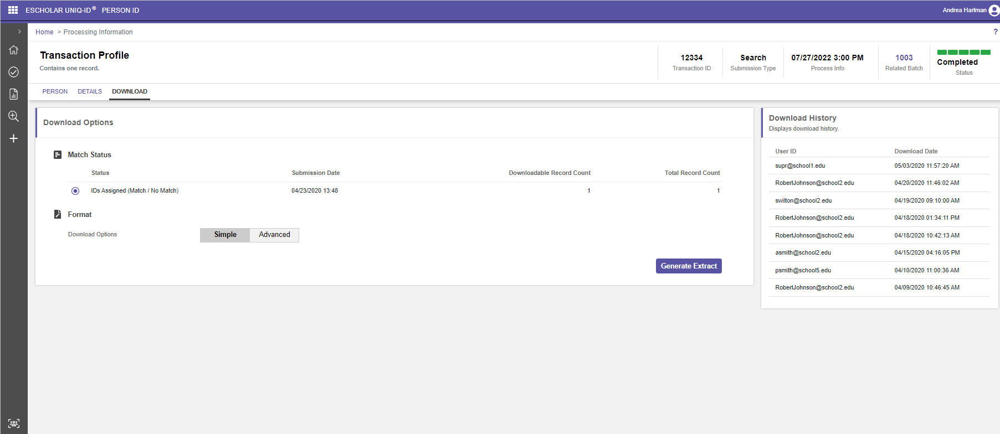 ESCHOLAR UNIQ-ID® PERSON ID
Andrea Hartman
Home > Processing Information
?
Transaction Profile
Contains one record.
12334
Transaction ID
Search
Submission Type
07/27/2022 3:00 PM
Process Info
1003
Related Batch
Completed
Status
PERSON DETAILS DOWNLOAD
Download Options
Match Status
Status Submission Date Downloadable Record Count Total Record Count
IDs Assigned (Match / No Match) 04/23/2020 13:48 1 1
Format
Download Options Simple Advanced
Generate Extract
Download History
Displays download history.
User ID Download Date
supr@school1.edu 05/03/2020 11:57:20 AM
RobertJohnson@school2.edu 04/20/2020 11:46:02 AM
swilton@school2.edu 04/19/2020 09:10:00 AM
RobertJohnson@school2.edu 04/18/2020 01:34:11 PM
RobertJohnson@school2.edu 04/18/2020 10:42:13 AM
asmith@school2.edu 04/15/2020 04:16:05 PM
psmith@school5.edu 04/10/2020 11:00:36 AM
RobertJohnson@school2.edu 04/09/2020 10:46:45 AM